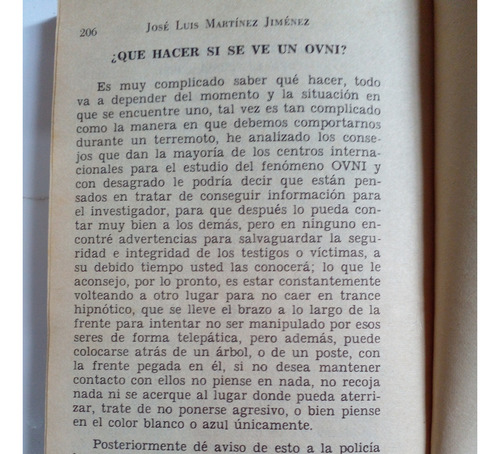 206 José Luis Martínez Jiménez
¿QUE HACER SI SE VE UN OVNI?
Es muy complicado saber qué hacer, todo
va a depender del momento y la situación en
que se encuentre uno, tal vez es tan complicado
como la manera en que debemos comportarnos
durante un terremoto, he analizado los conse-
jos que dan la mayoría de los centros interna-
cionales para el estudio del fenómeno OVNI y
con desagrado le podría decir que están pen-
sados en tratar de conseguir información para
el investigador, para que después lo pueda con-
tar muy bien a los demás, pero en ninguno en-
contré advertencias para salvaguardar la segu-
ridad e integridad de los testigos o víctimas, a
su debido tiempo usted las conocerá; lo que le
aconsejo, por lo pronto, es estar constantemente
volteando a otro lugar para no caer en trance
hipnótico, que se lleve el brazo a lo largo de la
frente para intentar no ser manipulado por esos
seres de forma telepática, pero además, puede
colocarse atrás de un árbol, o de un poste, con
la frente pegada en él, si no desea mantener
contacto con ellos no piense en nada, no recoja
nada ni se acerque al lugar donde pueda aterri-
zar, trate de no ponerse agresivo, o bien piense
en el color blanco o azul únicamente.
Posteriormente dé aviso de esto a la policía